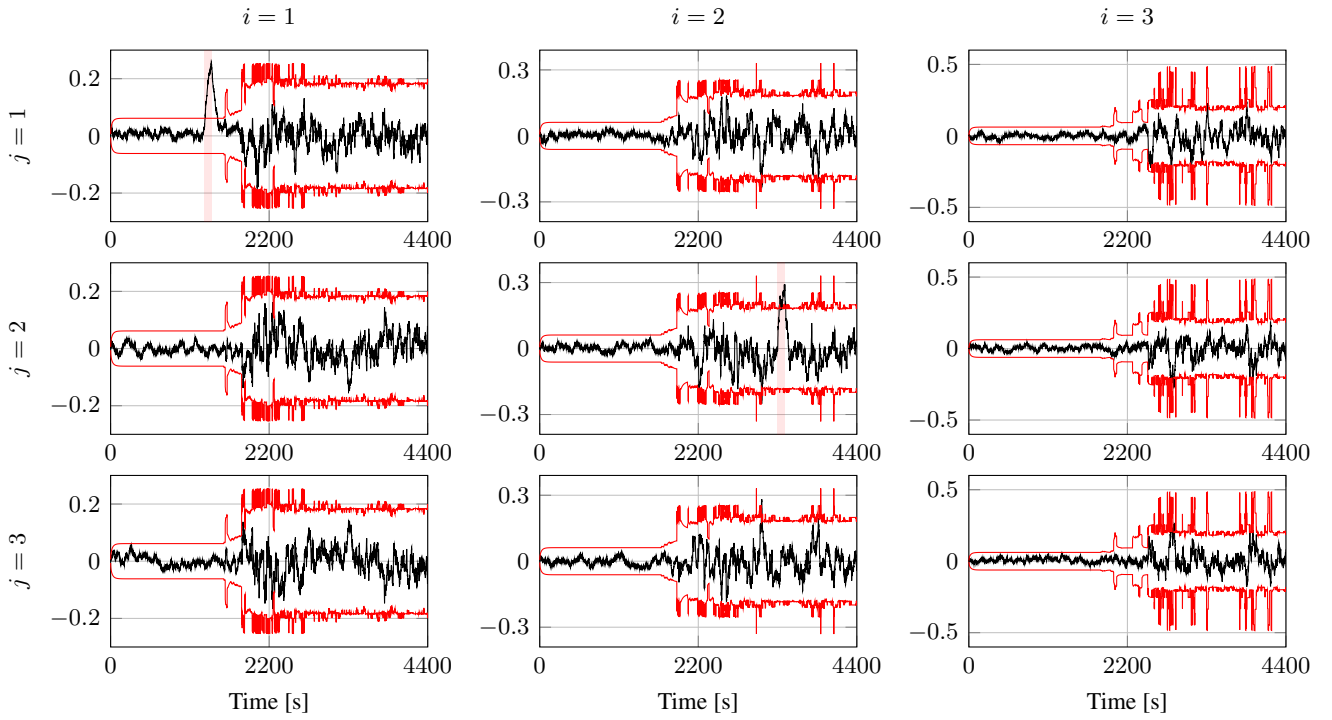 i = 1 i = 2 i = 3
j = 1
0.2 0 −0.2 0 2200 4400
0.3 0 −0.3 0 2200 4400
0.5 0 −0.5 0 2200 4400
j = 2
0.2 0 −0.2 0 2200 4400
0.3 0 −0.3 0 2200 4400
0.5 0 −0.5 0 2200 4400
j = 3
0.2 0 −0.2 0 2200 4400
0.3 0 −0.3 0 2200 4400
0.5 0 −0.5 0 2200 4400
Time [s] Time [s] Time [s]